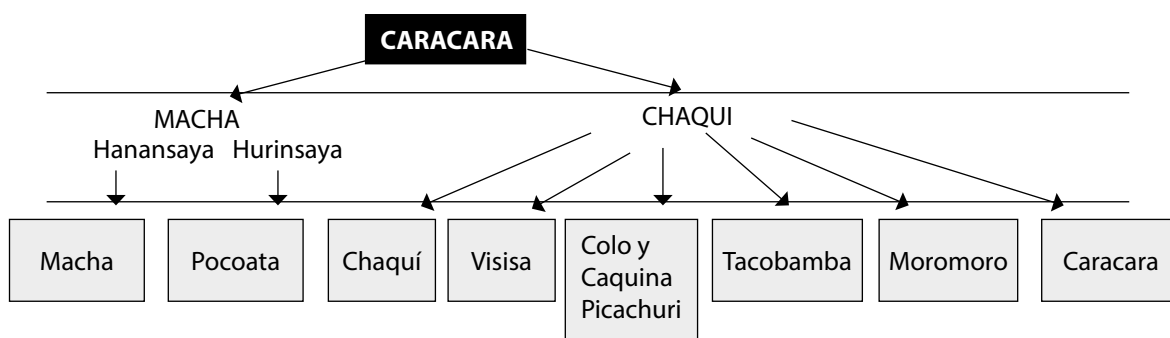 CARACARA
MACHA
Hanansaya Hurinsaya
CHAQUI
Macha
Pocoata
Chaquí
Visisa
Colo y
Caquina
Picachuri
Tacobamba
Moromoro
Caracara